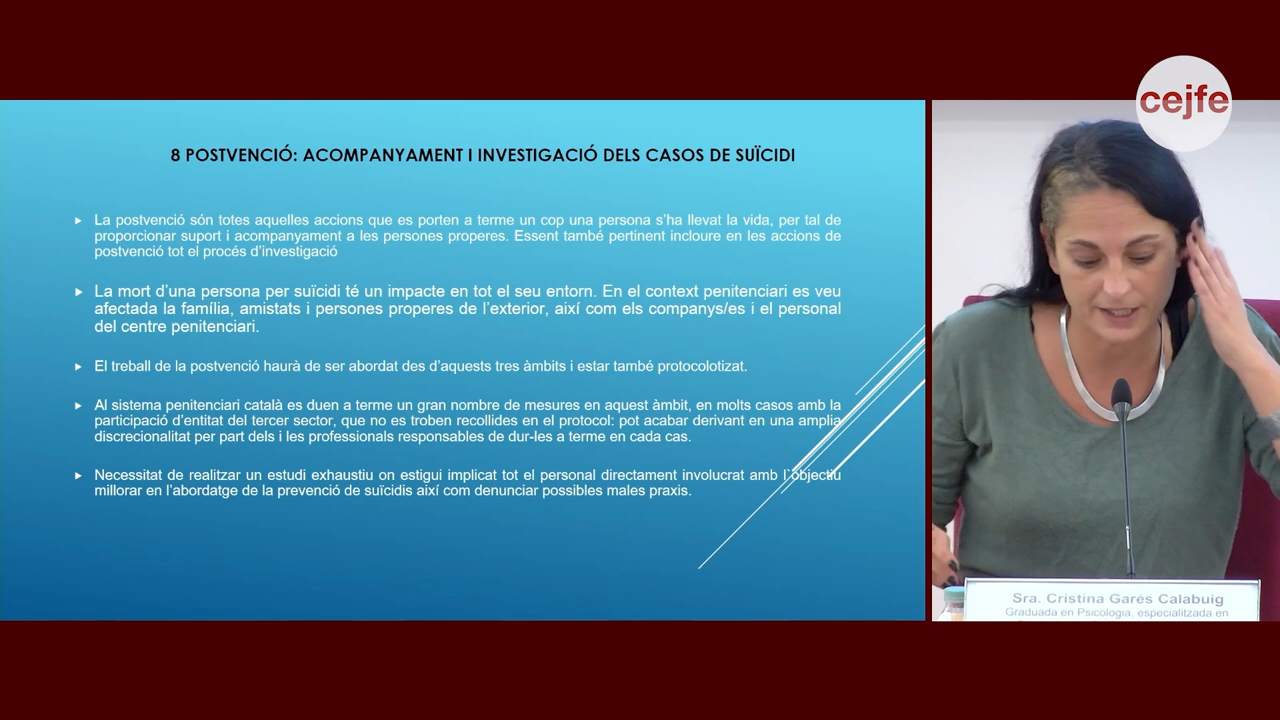 cejfe
8 POSTVENCIÓ: ACOMPANYAMENT I INVESTIGACIÓ DELS CASOS DE SUÏCIDI
La postvenció són totes aquelles accions que es porten a terme un cop una persona s'ha llevat la vida, per tal de
proporcionar suport i acompanyament a les persones properes. Essent també pertinent incloure en les accions de
postvenció tot el procés d'investigació
La mort d'una persona per suïcidi té un impacte en tot el seu entorn. En el context penitenciari es veu
afectada la família, amistats i persones properes de l'exterior, així com els companys/es i el personal
del centre penitenciari.
El treball de la postvenció haurà de ser abordat des d'aquests tres àmbits i estar també protocolotizat.
Al sistema penitenciari català es duen a terme un gran nombre de mesures en aquest àmbit, en molts casos amb la
participació d'entitat del tercer sector, que no es troben recollides en el protocol: pot acabar derivant en una amplia
discrecionalitat per part dels i les professionals responsables de dur-les a terme en cada cas.
Necessitat de realitzar un estudi exhaustiu on estigui implicat tot el personal directament involucrat amb l`objectiu
millorar en l'abordatge de la prevenció de suïcidis així com denunciar possibles males praxis.
Sra. Cristina Garés Calabuig
Graduada en Psicologia, especialitzada en